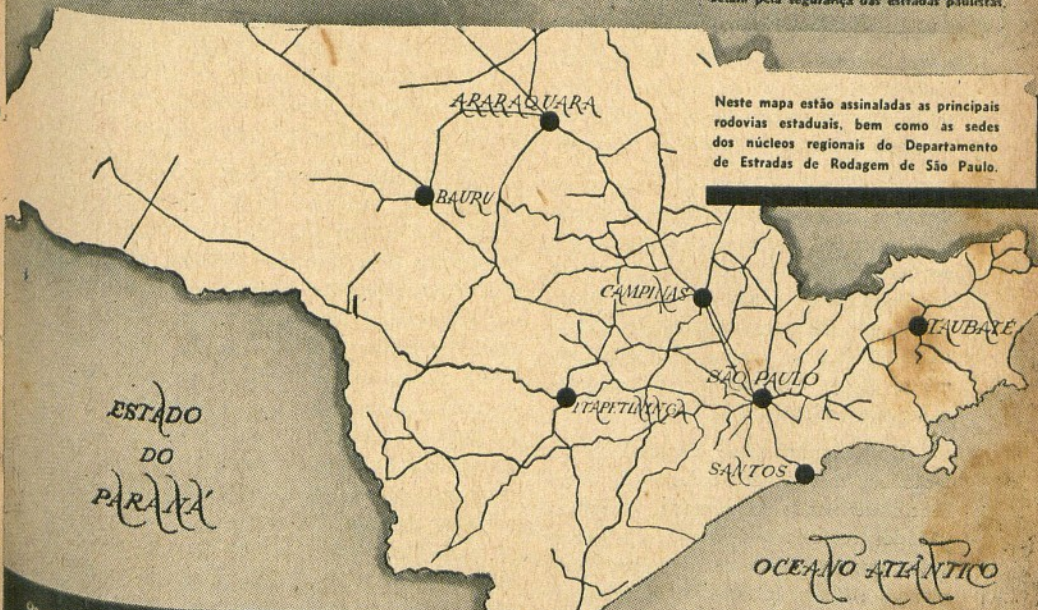 pela segurança das estradas paulistas.
Neste mapa estão assinaladas as principais
rodovias estaduais, bem como as sedes
dos núcleos regionais do Departamento
de Estradas de Rodagem de São Paulo.
ARARAQUARA
BAURU
CAMPINAS
TAUBATÉ
SÃO PAULO
ITAPETININGA
SANTOS
ESTADO
DO
PARANÁ
OCEANO ATLÂNTICO